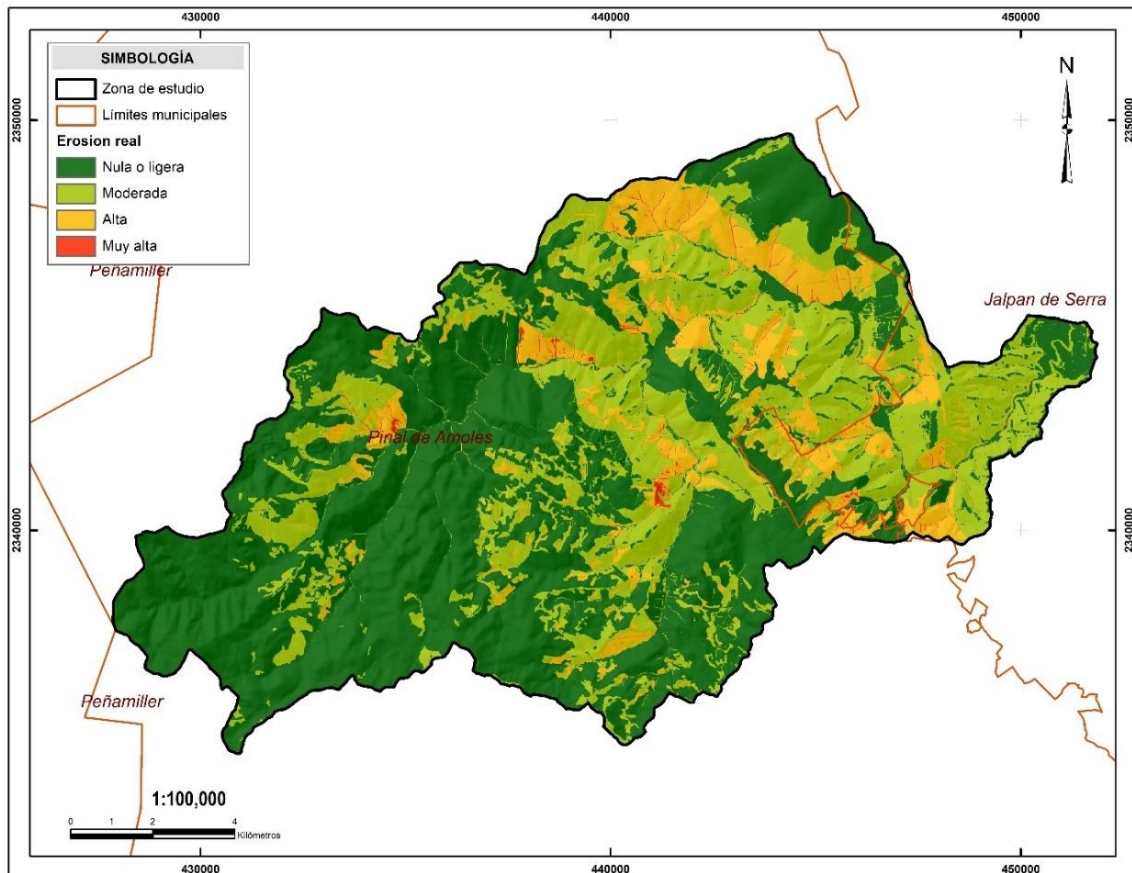 430000
440000
450000
SIMBOLOGÍA
Zona de estudio
Límites municipales
Erosion real
Nula o ligera
Moderada
Alta
Muy alta
N
2350000
2350000
Peñamiller
Jalpan de Serra
Pinal de Amoles
2340000
2340000
Peñamiller
1:100,000
0 1 2 4
Kilómetros
430000
440000
450000